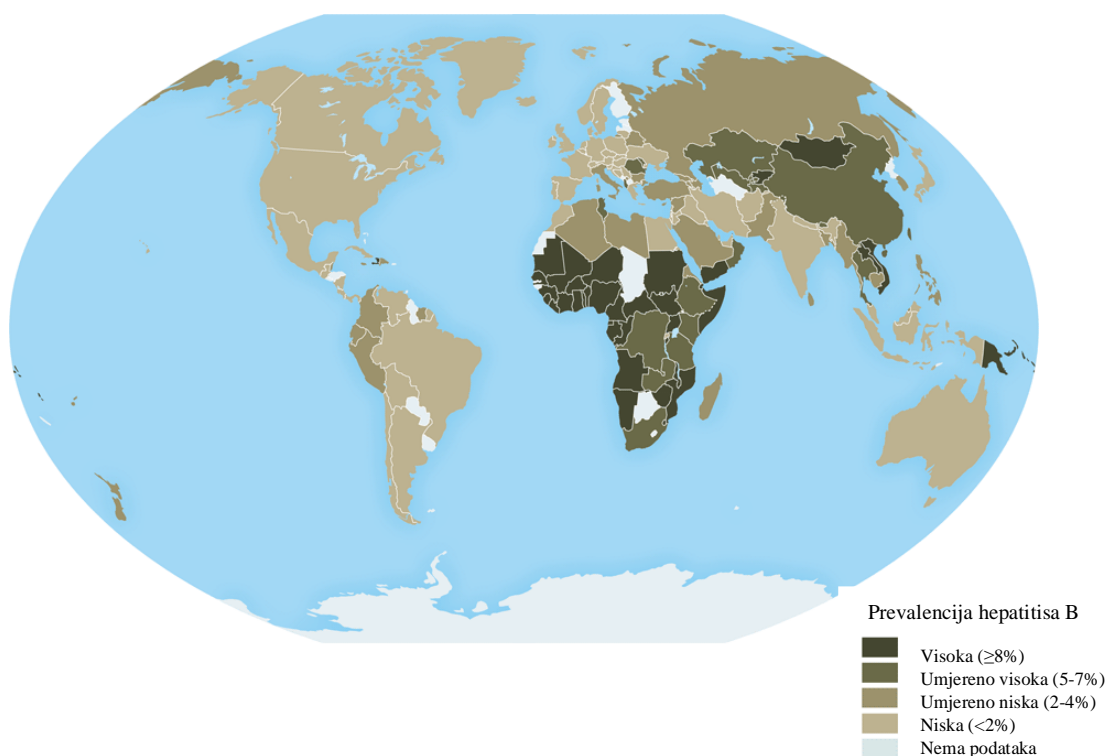 Prevalencija hepatitisa B
Visoka (≥8%)
Umjereno visoka (5-7%)
Umjereno niska (2-4%)
Niska (<2%)
Nema podataka